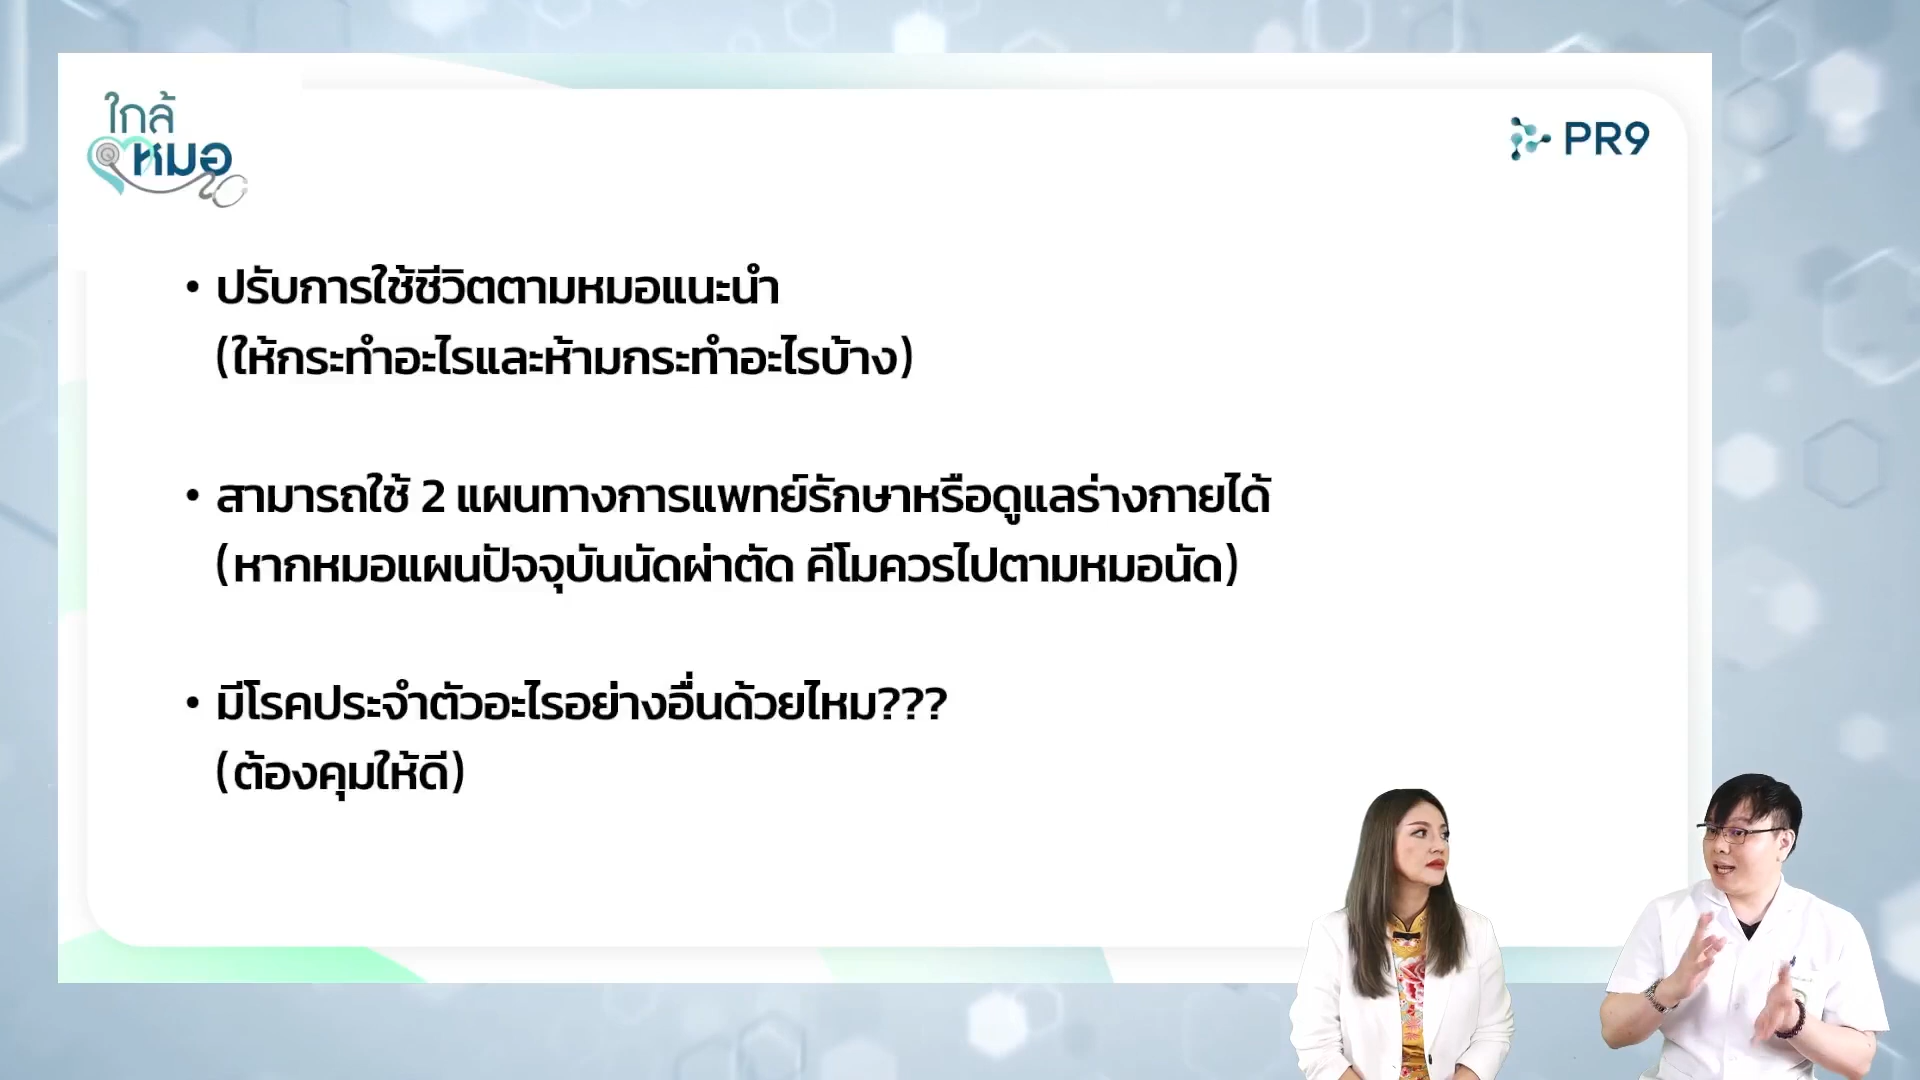 ใกล้
หมอ
PR9
• ปรับการใช้ชีวิตตามหมอแนะนำ
(ให้กระทำอะไรและห้ามกระทำอะไรบ้าง)
• สามารถใช้ 2 แผนทางการแพทย์รักษาหรือดูแลร่างกายได้
(หากหมอแผนปัจจุบันนัดผ่าตัด คีโมควรไปตามหมอนัด)
• มีโรคประจำตัวอะไรอย่างอื่นด้วยไหม???
(ต้องคุมให้ดี)